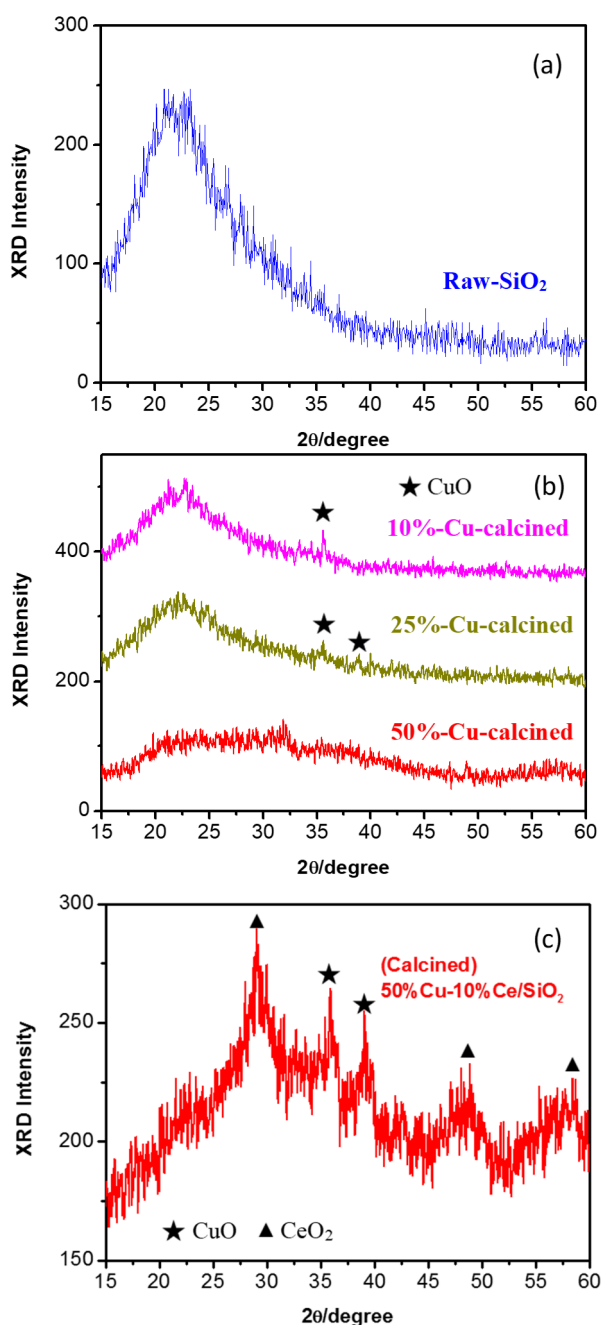 (a)
300
200
100
0
XRD Intensity
Raw-SiO₂
15 20 25 30 35 40 45 50 55 60
2θ/degree
(b)
★ CuO
10%-Cu-calcined
25%-Cu-calcined
50%-Cu-calcined
400
200
0
XRD Intensity
15 20 25 30 35 40 45 50 55 60
2θ/degree
(c)
300
250
200
150
XRD Intensity
(Calcined)
50%Cu-10%Ce/SiO₂
★ CuO ▲ CeO₂
15 20 25 30 35 40 45 50 55 60
2θ/degree